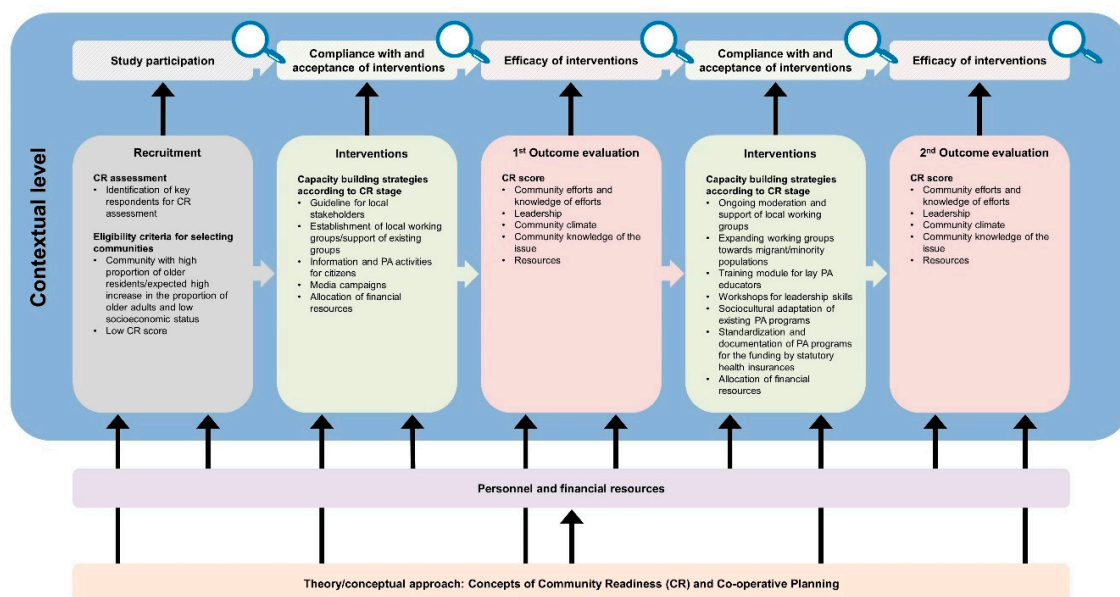 Contextual level
Study participation
Compliance with and
acceptance of interventions
Efficacy of interventions
Compliance with and
acceptance of interventions
Efficacy of interventions
Recruitment
CR assessment
• Identification of key
respondents for CR
assessment
Eligibility criteria for selecting
communities
• Community with high
proportion of older
residents/expected high
increase in the proportion of
older adults and low
socioeconomic status
• Low CR score
Interventions
Capacity building strategies
according to CR stage
• Guideline for local
stakeholders
• Establishment of local working
groups/support of existing
groups
• Information and PA activities
for citizens
• Media campaigns
• Allocation of financial
resources
1st Outcome evaluation
CR score
• Community efforts and
knowledge of efforts
• Leadership
• Community climate
• Community knowledge of the
issue
• Resources
Interventions
Capacity building strategies
according to CR stage
• Ongoing moderation and
support of local working
groups
• Expanding working groups
towards migrant/minority
populations
• Training module for lay PA
educators
• Workshops for leadership skills
• Sociocultural adaptation of
existing PA programs
• Standardization and
documentation of PA programs
for the funding by statutory
health insurances
• Allocation of financial
resources
2nd Outcome evaluation
CR score
• Community efforts and
knowledge of efforts
• Leadership
• Community climate
• Community knowledge of the
issue
• Resources
Personnel and financial resources
Theory/conceptual approach: Concepts of Community Readiness (CR) and Co-operative Planning